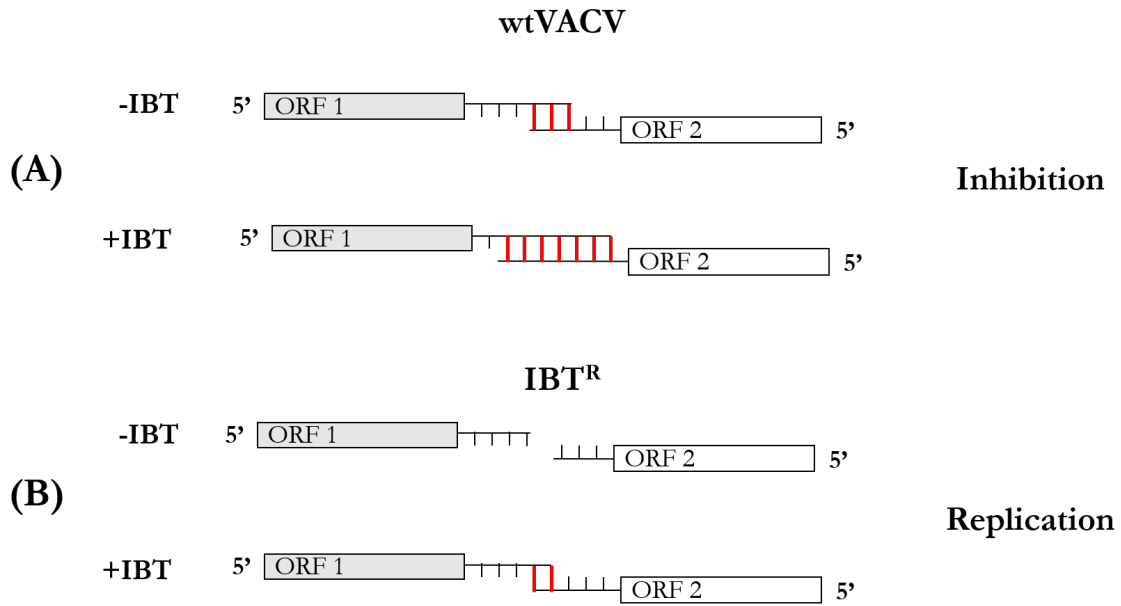 wtVACV
-IBT 5’ ORF 1 ORF 2 5’
(A) Inhibition
+IBT 5’ ORF 1 ORF 2 5’
IBTᴿ
-IBT 5’ ORF 1 ORF 2 5’
(B) Replication
+IBT 5’ ORF 1 ORF 2 5’